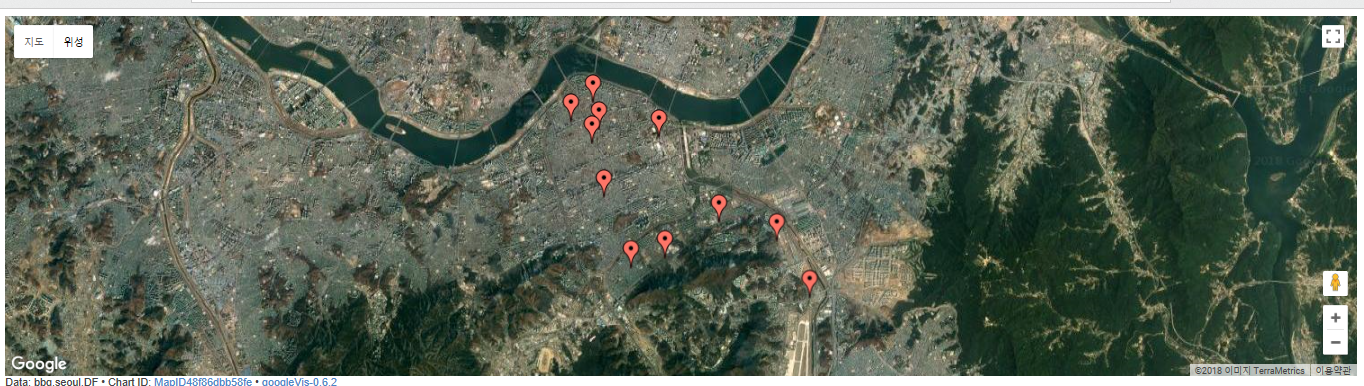 지도 위성
Google
©2018 이미지 TerraMetrics 이용약관
Data: bbq.seoul.DF • Chart ID: MapID48f86dbb58fe • googleVis-0.6.2